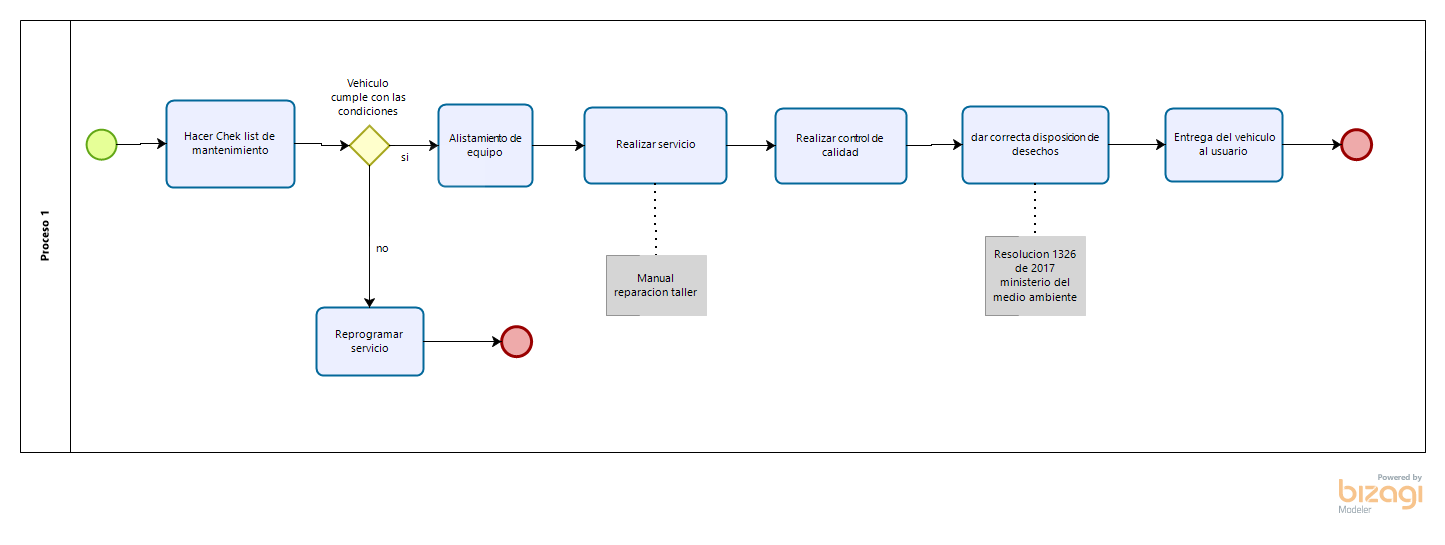 Proceso 1
Hacer Chek list de
mantenimiento
Vehiculo
cumple con las
condiciones
si
no
Alistamiento de
equipo
Realizar servicio
Realizar control de
calidad
dar correcta disposicion de
desechos
Entrega del vehiculo
al usuario
Manual
reparacion taller
Resolucion 1326
de 2017
ministerio del
medio ambiente
Reprogramar
servicio
Powered by
bizagi
Modeler